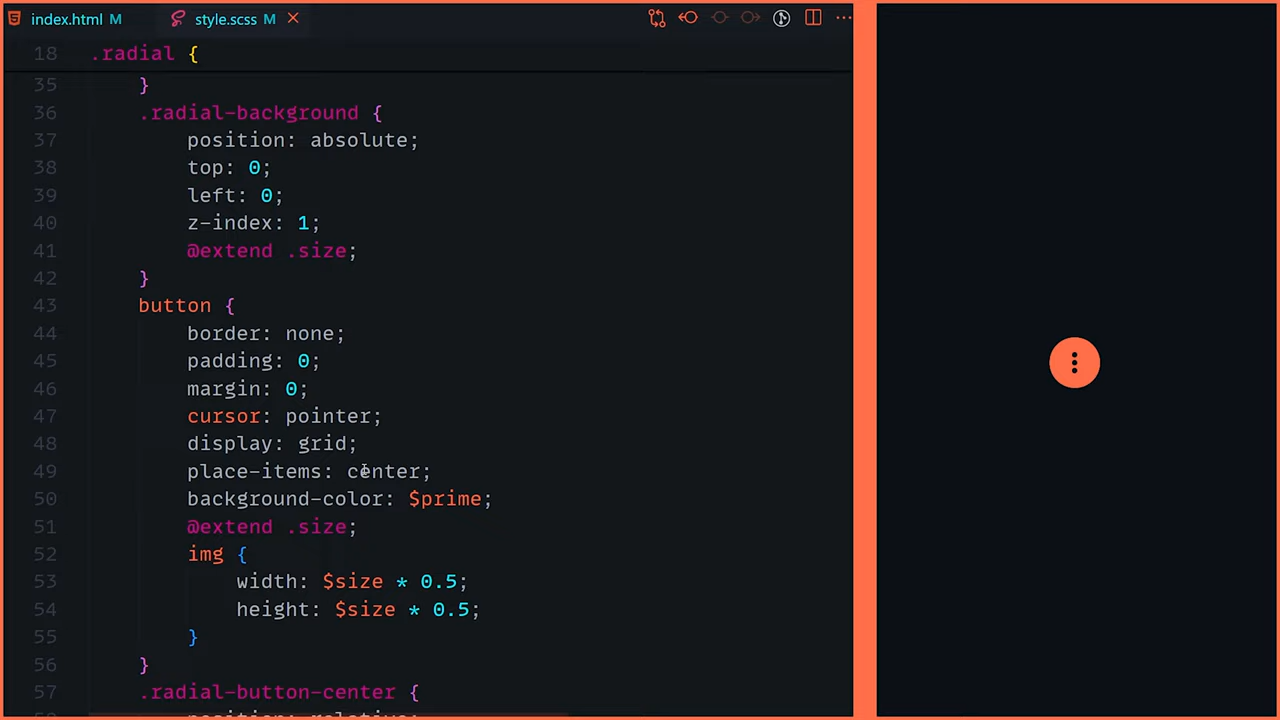 index.html M
style.scss M
18 .radial {
35 }
36 .radial-background {
37 position: absolute;
38 top: 0;
39 left: 0;
40 z-index: 1;
41 @extend .size;
42 }
43 button {
44 border: none;
45 padding: 0;
46 margin: 0;
47 cursor: pointer;
48 display: grid;
49 place-items: center;
50 background-color: $prime;
51 @extend .size;
52 img {
53 width: $size * 0.5;
54 height: $size * 0.5;
55 }
56 }
57 .radial-button-center {
position: relative;